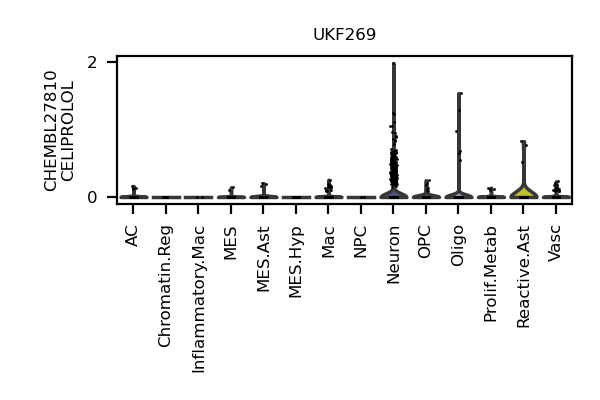 UKF269
CHEMBL27810
CELIPROLOL
2
0
AC
Chromatin.Reg
Inflammatory.Mac
MES
MES.Ast
MES.Hyp
Mac
NPC
Neuron
OPC
Oligo
Prolif.Metab
Reactive.Ast
Vasc